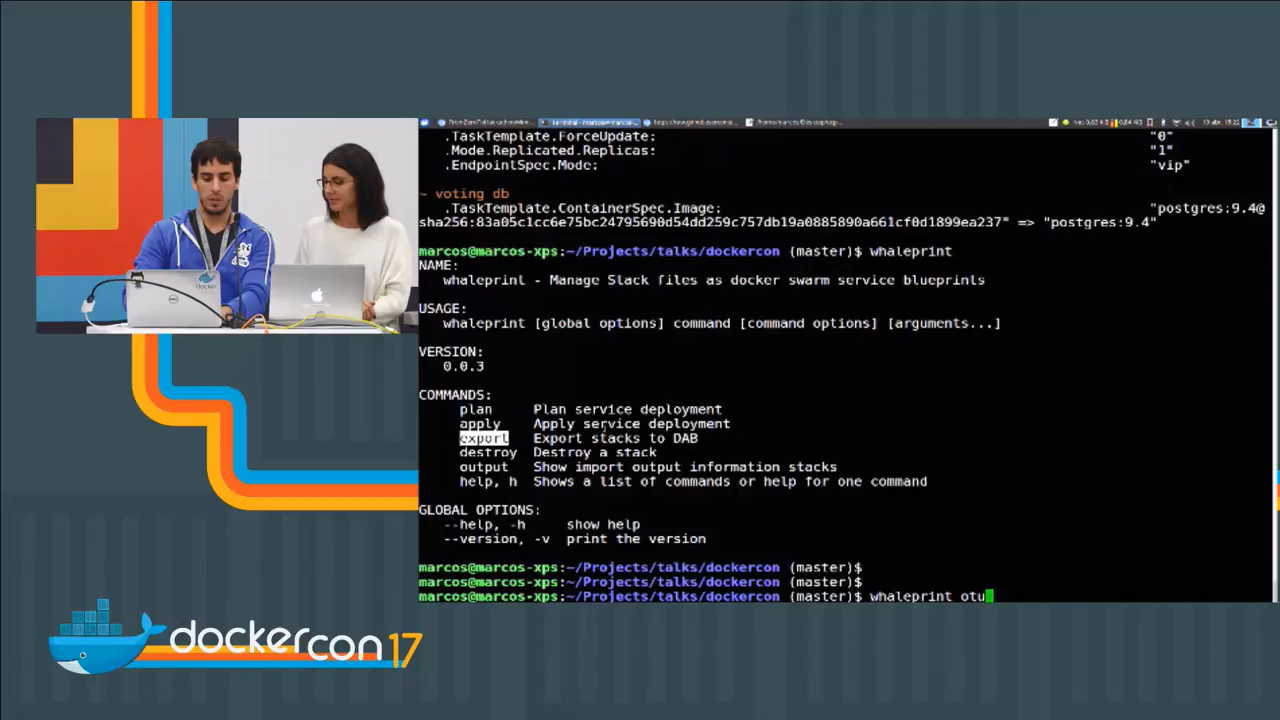 .TaskTemplate.ForceUpdate: "0"
.Mode.Replicated.Replicas: "1"
.EndpointSpec.Mode: "vip"
~ voting db
.TaskTemplate.ContainerSpec.Image: "postgres:9.4@
sha256:83a05c1cc6e75bc24795690d54dd259c757db19a0885890a661cf0d1899ea237" => "postgres:9.4"
marcos@marcos-xps:~/Projects/talks/dockercon (master)$ whaleprint
NAME:
whaleprint - Manage Stack files as docker swarm service blueprints
USAGE:
whaleprint [global options] command [command options] [arguments...]
VERSION:
0.0.3
COMMANDS:
plan Plan service deployment
apply Apply service deployment
export Export stacks to DAB
destroy Destroy a stack
output Show import output information stacks
help, h Shows a list of commands or help for one command
GLOBAL OPTIONS:
--help, -h show help
--version, -v print the version
marcos@marcos-xps:~/Projects/talks/dockercon (master)$
marcos@marcos-xps:~/Projects/talks/dockercon (master)$
marcos@marcos-xps:~/Projects/talks/dockercon (master)$ whaleprint otu
docker
dockercon 17